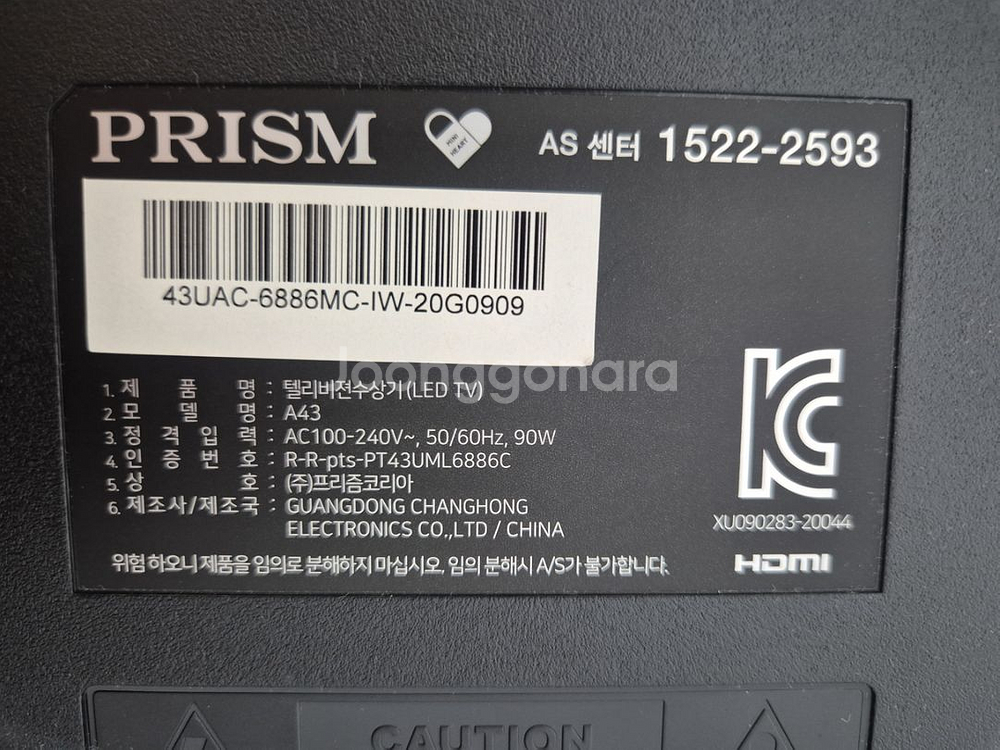 PRISM
MINI HEARY
AS 센터 1522-2593
43UAC-6886MC-IW-20G0909
Joonggonara
1. 제 품 명 : 텔리버젼수상기(LED TV)
2. 모 델 명 : A43
3. 정 격 입 력 : AC100-240V~, 50/60Hz, 90W
4. 인 증 번 호 : R-R-pts-PT43UML6886C
5. 상 호 : (주)프리즘코리아
6. 제조사/제조국 : GUANGDONG CHANGHONG
ELECTRONICS CO.,LTD / CHINA
XU090283-20044
위험 하오니 제품을 임의로 분해하지 마십시오. 임의 분해시 A/S가 불가합니다.
HDMI
CAUTION